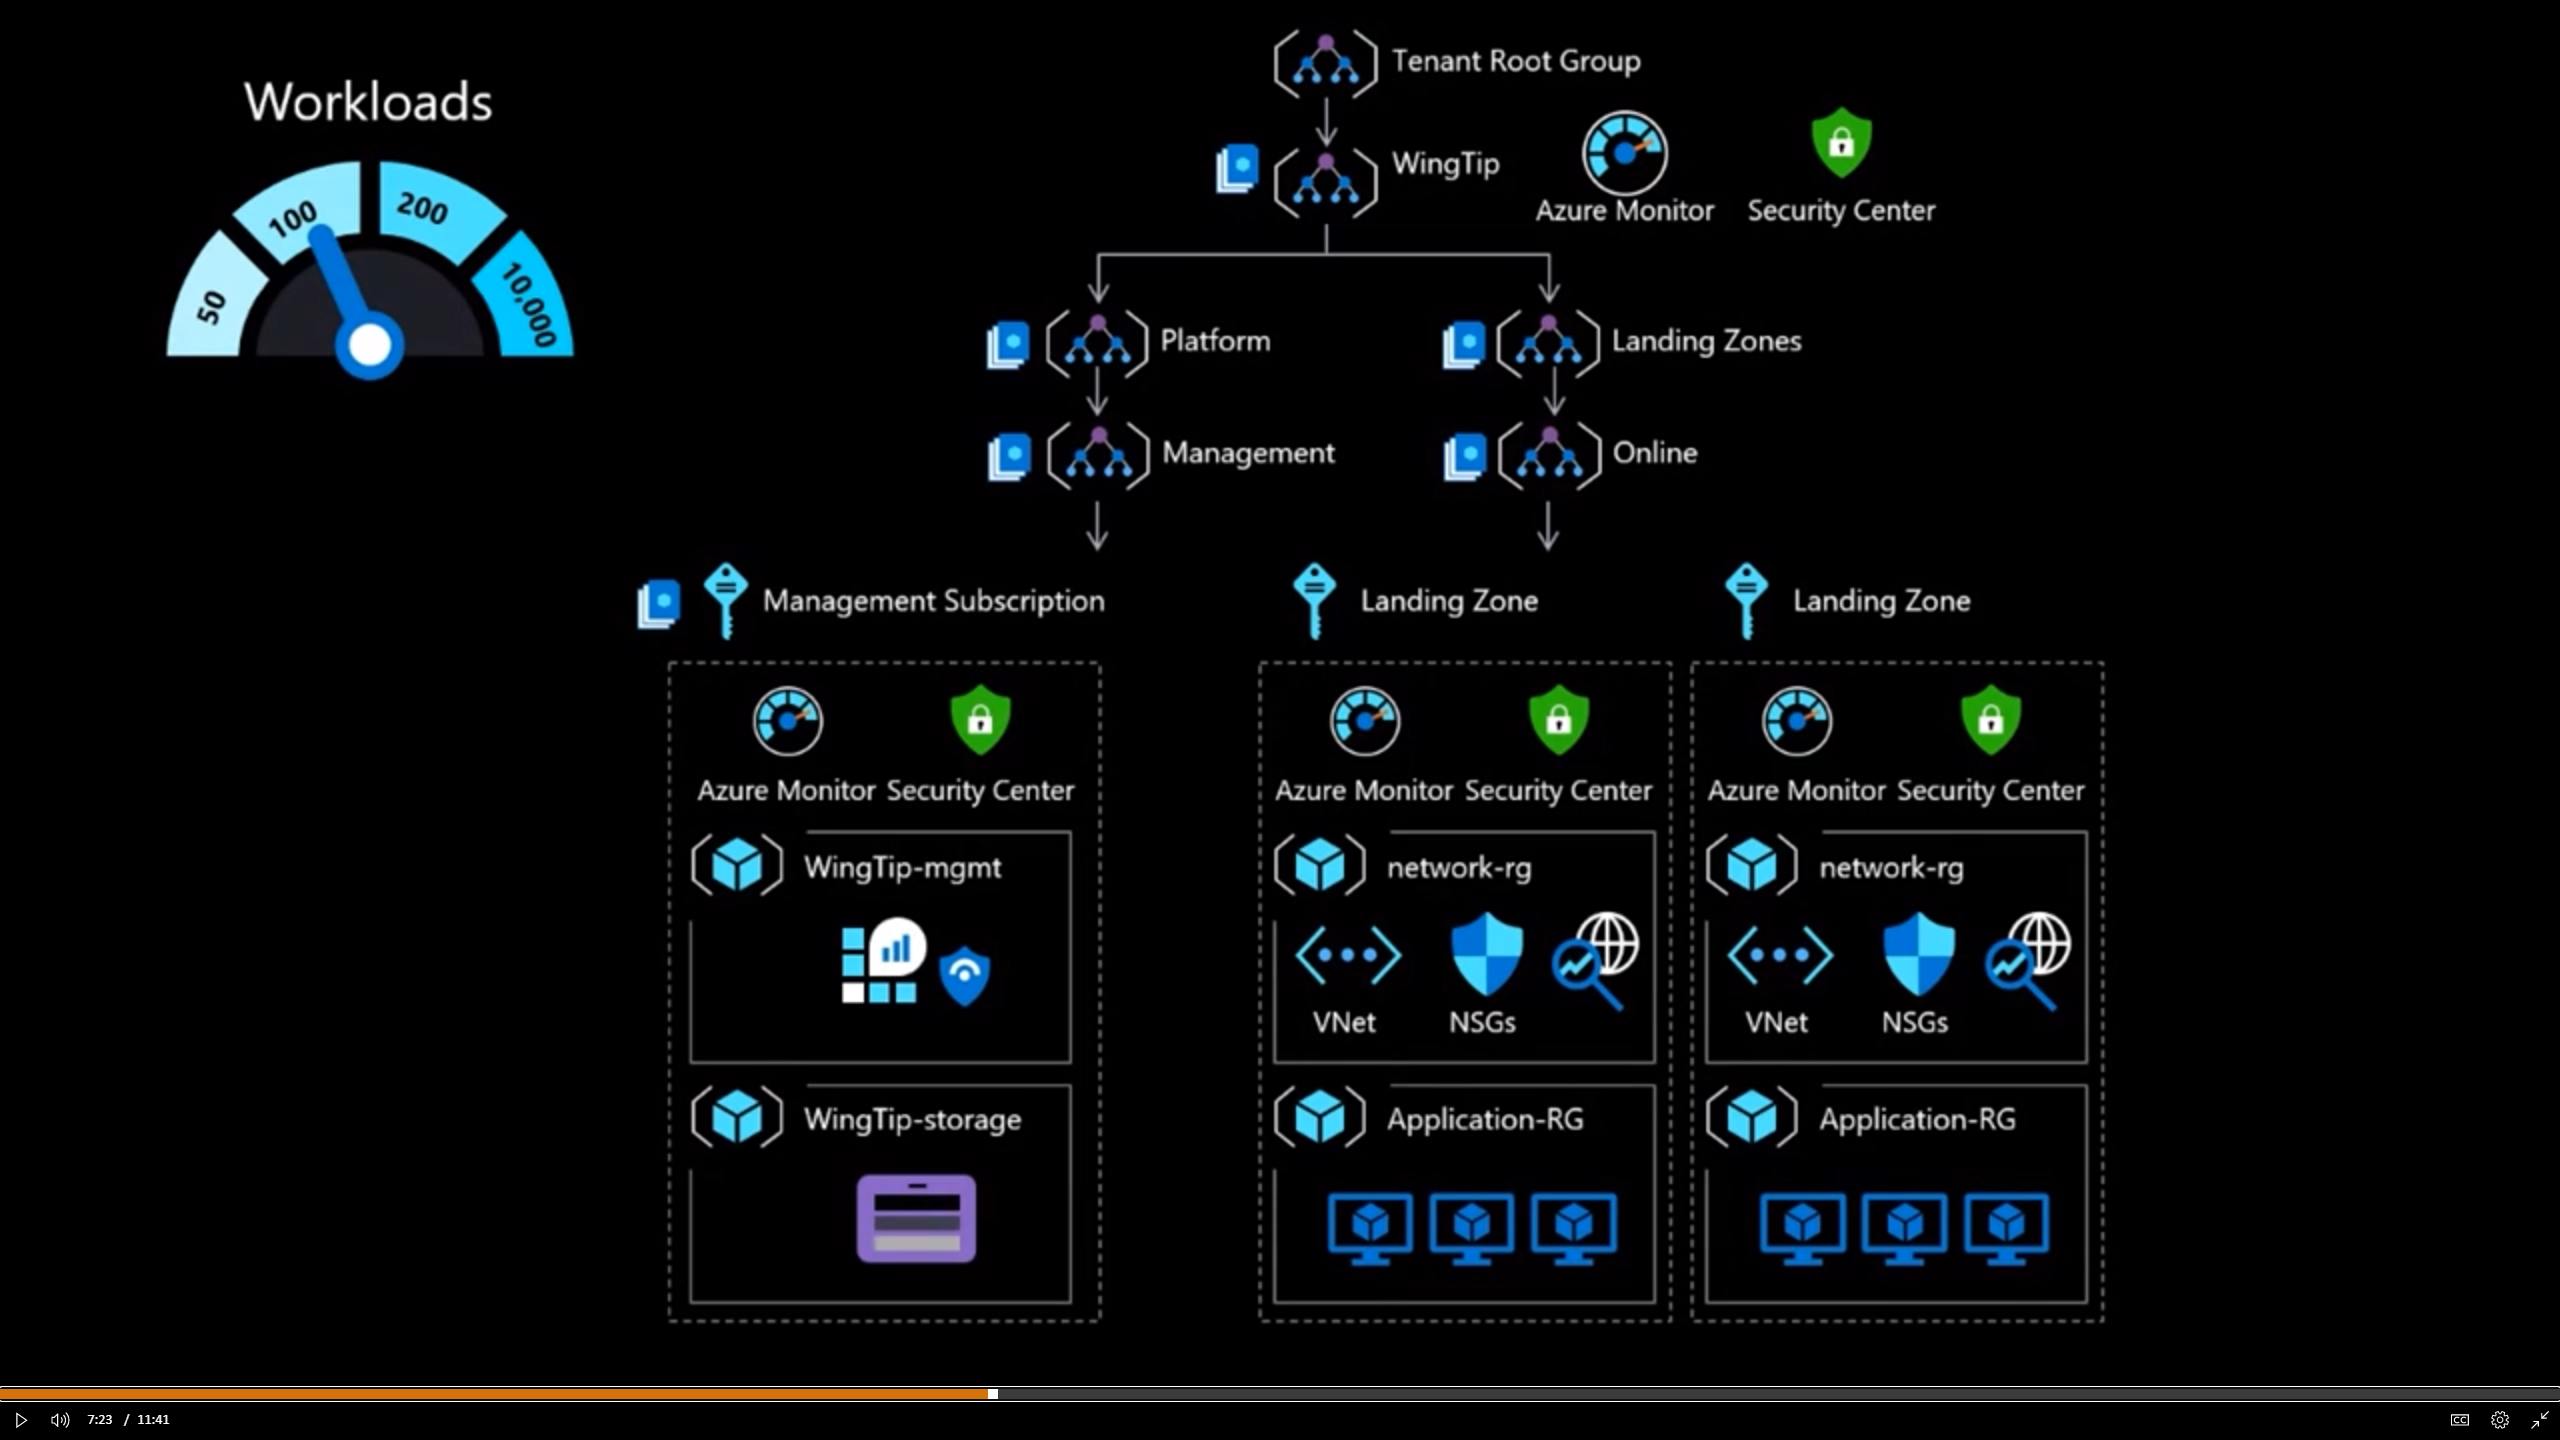 Workloads
50
100
200
10,000
Tenant Root Group
WingTip
Azure Monitor
Security Center
Platform
Landing Zones
Management
Online
Management Subscription
Landing Zone
Landing Zone
Azure Monitor Security Center
Azure Monitor Security Center
Azure Monitor Security Center
WingTip-mgmt
network-rg
network-rg
VNet
NSGs
VNet
NSGs
WingTip-storage
Application-RG
Application-RG
7:23 / 11:41
CC